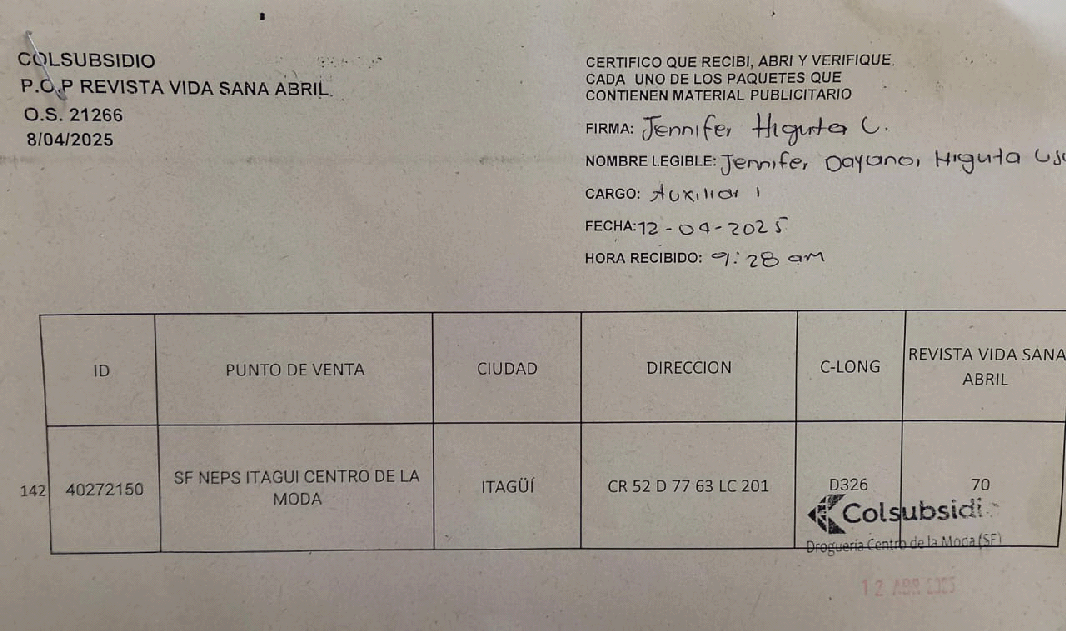 COLSUBSIDIO
P.O.P REVISTA VIDA SANA ABRIL
O.S. 21266
8/04/2025
CERTIFICO QUE RECIBI, ABRI Y VERIFIQUE
CADA UNO DE LOS PAQUETES QUE
CONTIENEN MATERIAL PUBLICITARIO
FIRMA: Jennifer Higuita C.
NOMBRE LEGIBLE: Jennifer Dayana Higuita
CARGO: Auxiliar 1
FECHA: 12-04-2025
HORA RECIBIDO: 9:28 am
ID PUNTO DE VENTA CIUDAD DIRECCION C-LONG REVISTA VIDA SANA
ABRIL
142 40272150 SF NEPS ITAGUI CENTRO DE LA
MODA ITAGÜÍ CR 52 D 77 63 LC 201 D326 70
Colsubsidi
Droguería Centro de la Moda (SF)
12 ABR 2025